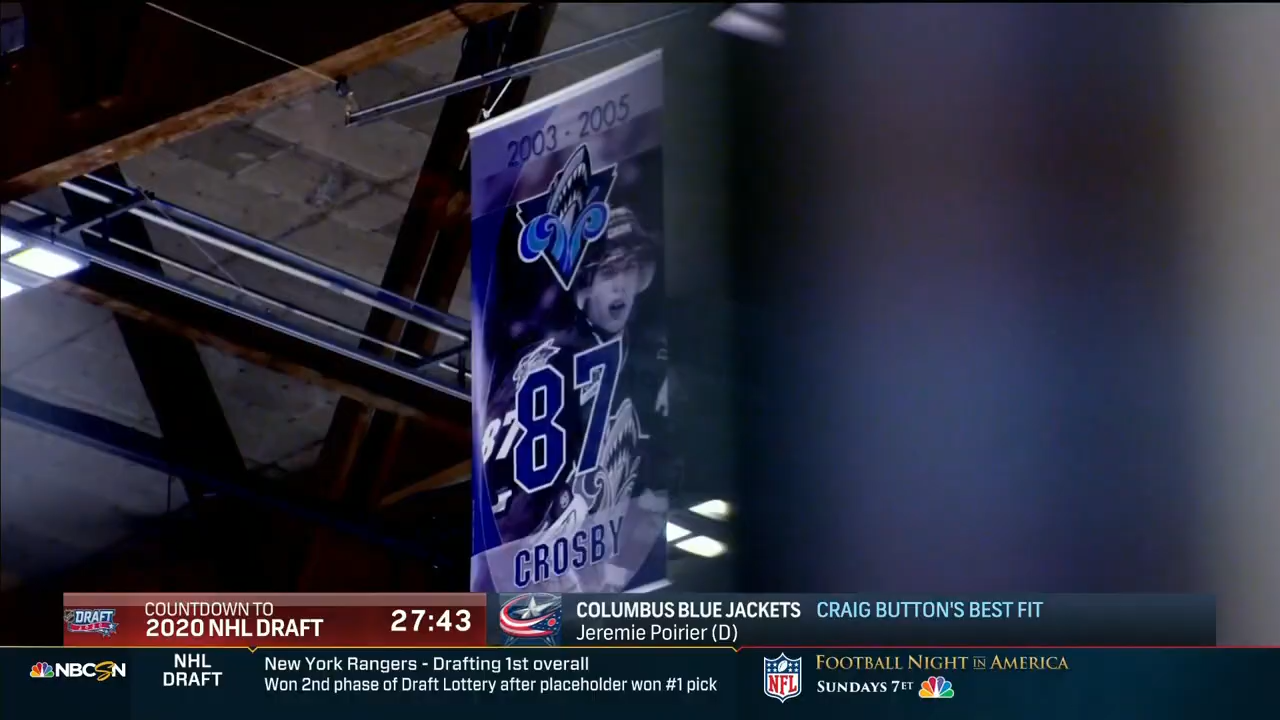 2003 - 2005
87
87
CROSBY
DRAFT
COUNTDOWN TO
2020 NHL DRAFT
27:43
COLUMBUS BLUE JACKETS CRAIG BUTTON'S BEST FIT
Jeremie Poirier (D)
NBCSN
NHL
DRAFT
New York Rangers - Drafting 1st overall
Won 2nd phase of Draft Lottery after placeholder won #1 pick
NFL
FOOTBALL NIGHT IN AMERICA
SUNDAYS 7ET